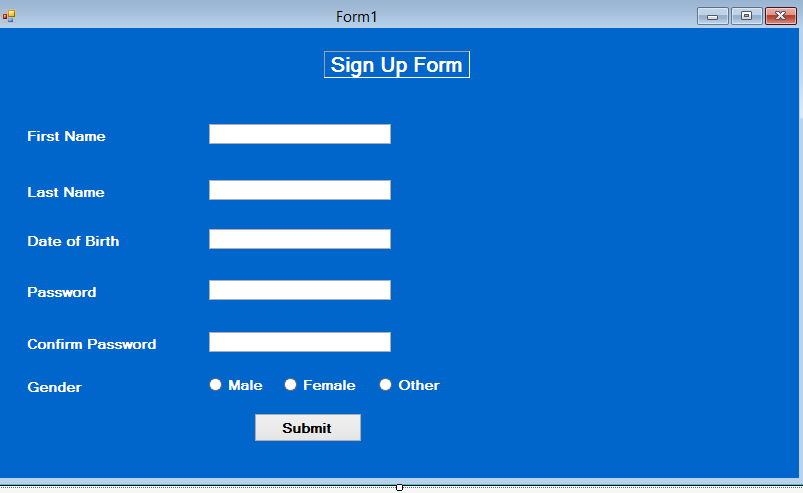 Form1
Sign Up Form
First Name
Last Name
Date of Birth
Password
Confirm Password
Gender Male Female Other
Submit